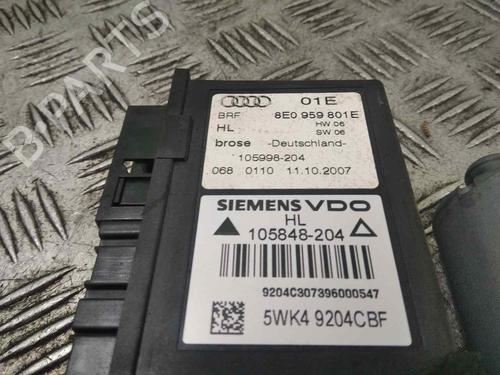 B-PARTS
01E
BRF 8E0 959 801E
HL HW 06
SW 06
brose -Deutschland-
105998-204
068 0110 11.10.2007
SIEMENS VDO
HL
105848-204
9204C307396000547
5WK4 9204CBF